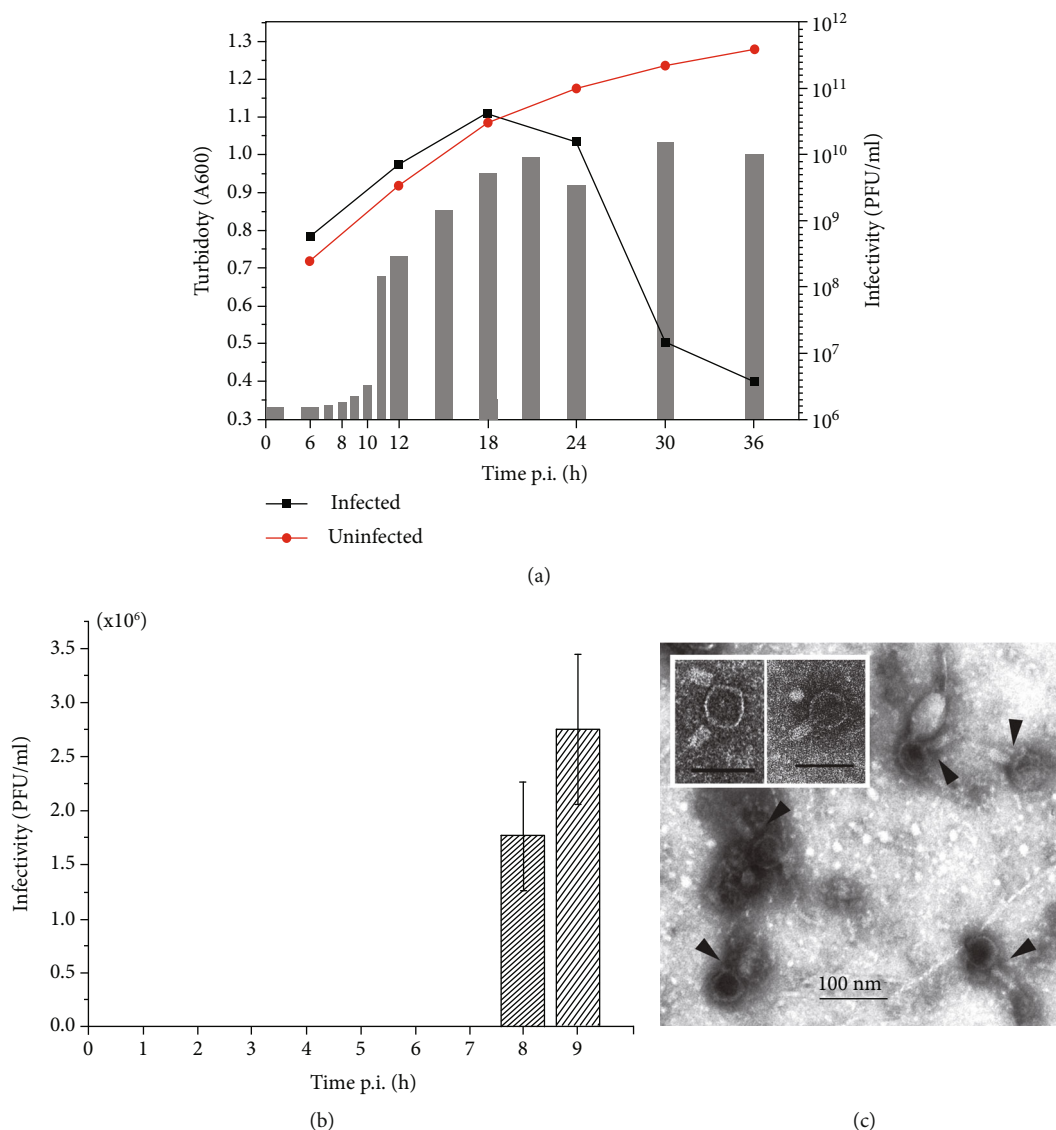 (a)
1.3
1.2
1.1
1.0
0.9
0.8
0.7
0.6
0.5
0.4
0.3
Turbidoty (A600)
10¹²
10¹¹
10¹⁰
10⁹
10⁸
10⁷
10⁶
Infectivity (PFU/ml)
0 6 8 10 12 18 24 30 36
Time p.i. (h)
Infected
Uninfected
(a)
(x10⁶)
3.5
3.0
2.5
2.0
1.5
1.0
0.5
0.0
Infectivity (PFU/ml)
0 1 2 3 4 5 6 7 8 9
Time p.i. (h)
(b)
100 nm
(c)